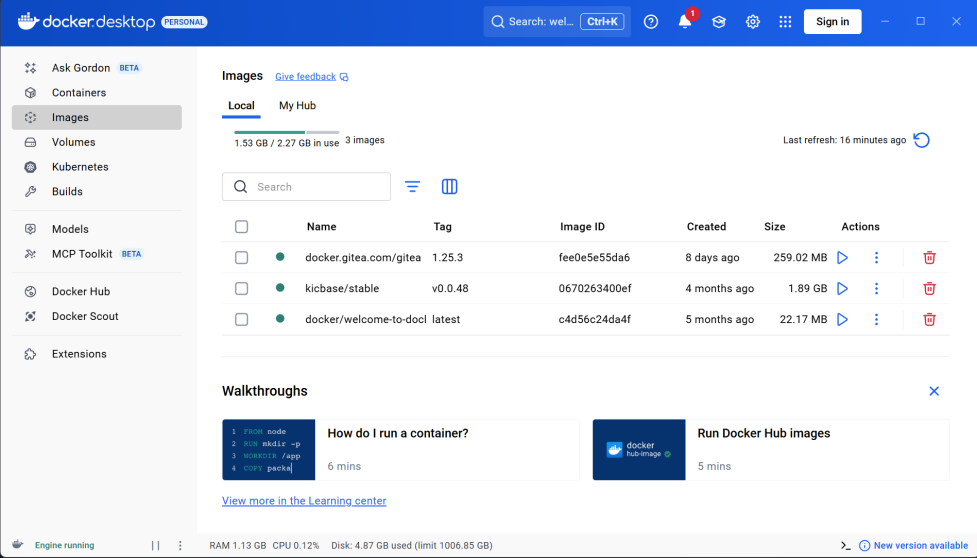 docker.desktop PERSONAL
Search: wel... Ctrl+K
1
Sign in
Ask Gordon BETA
Containers
Images
Volumes
Kubernetes
Builds
Models
MCP Toolkit BETA
Docker Hub
Docker Scout
Extensions
Images Give feedback
Local My Hub
1.53 GB / 2.27 GB in use 3 images
Last refresh: 16 minutes ago
Search
Name Tag Image ID Created Size Actions
docker.gitea.com/gitea 1.25.3 fee0e5e55da6 8 days ago 259.02 MB
kicbase/stable v0.0.48 0670263400ef 4 months ago 1.89 GB
docker/welcome-to-docl latest c4d56c24da4f 5 months ago 22.17 MB
Walkthroughs
1 FROM node
2 RUN mkdir -p
3 WORKDIR /app
4 COPY packa
How do I run a container?
6 mins
docker
hub-image
Run Docker Hub images
5 mins
View more in the Learning center
Engine running
RAM 1.13 GB CPU 0.12% Disk: 4.87 GB used (limit 1006.85 GB)
New version available